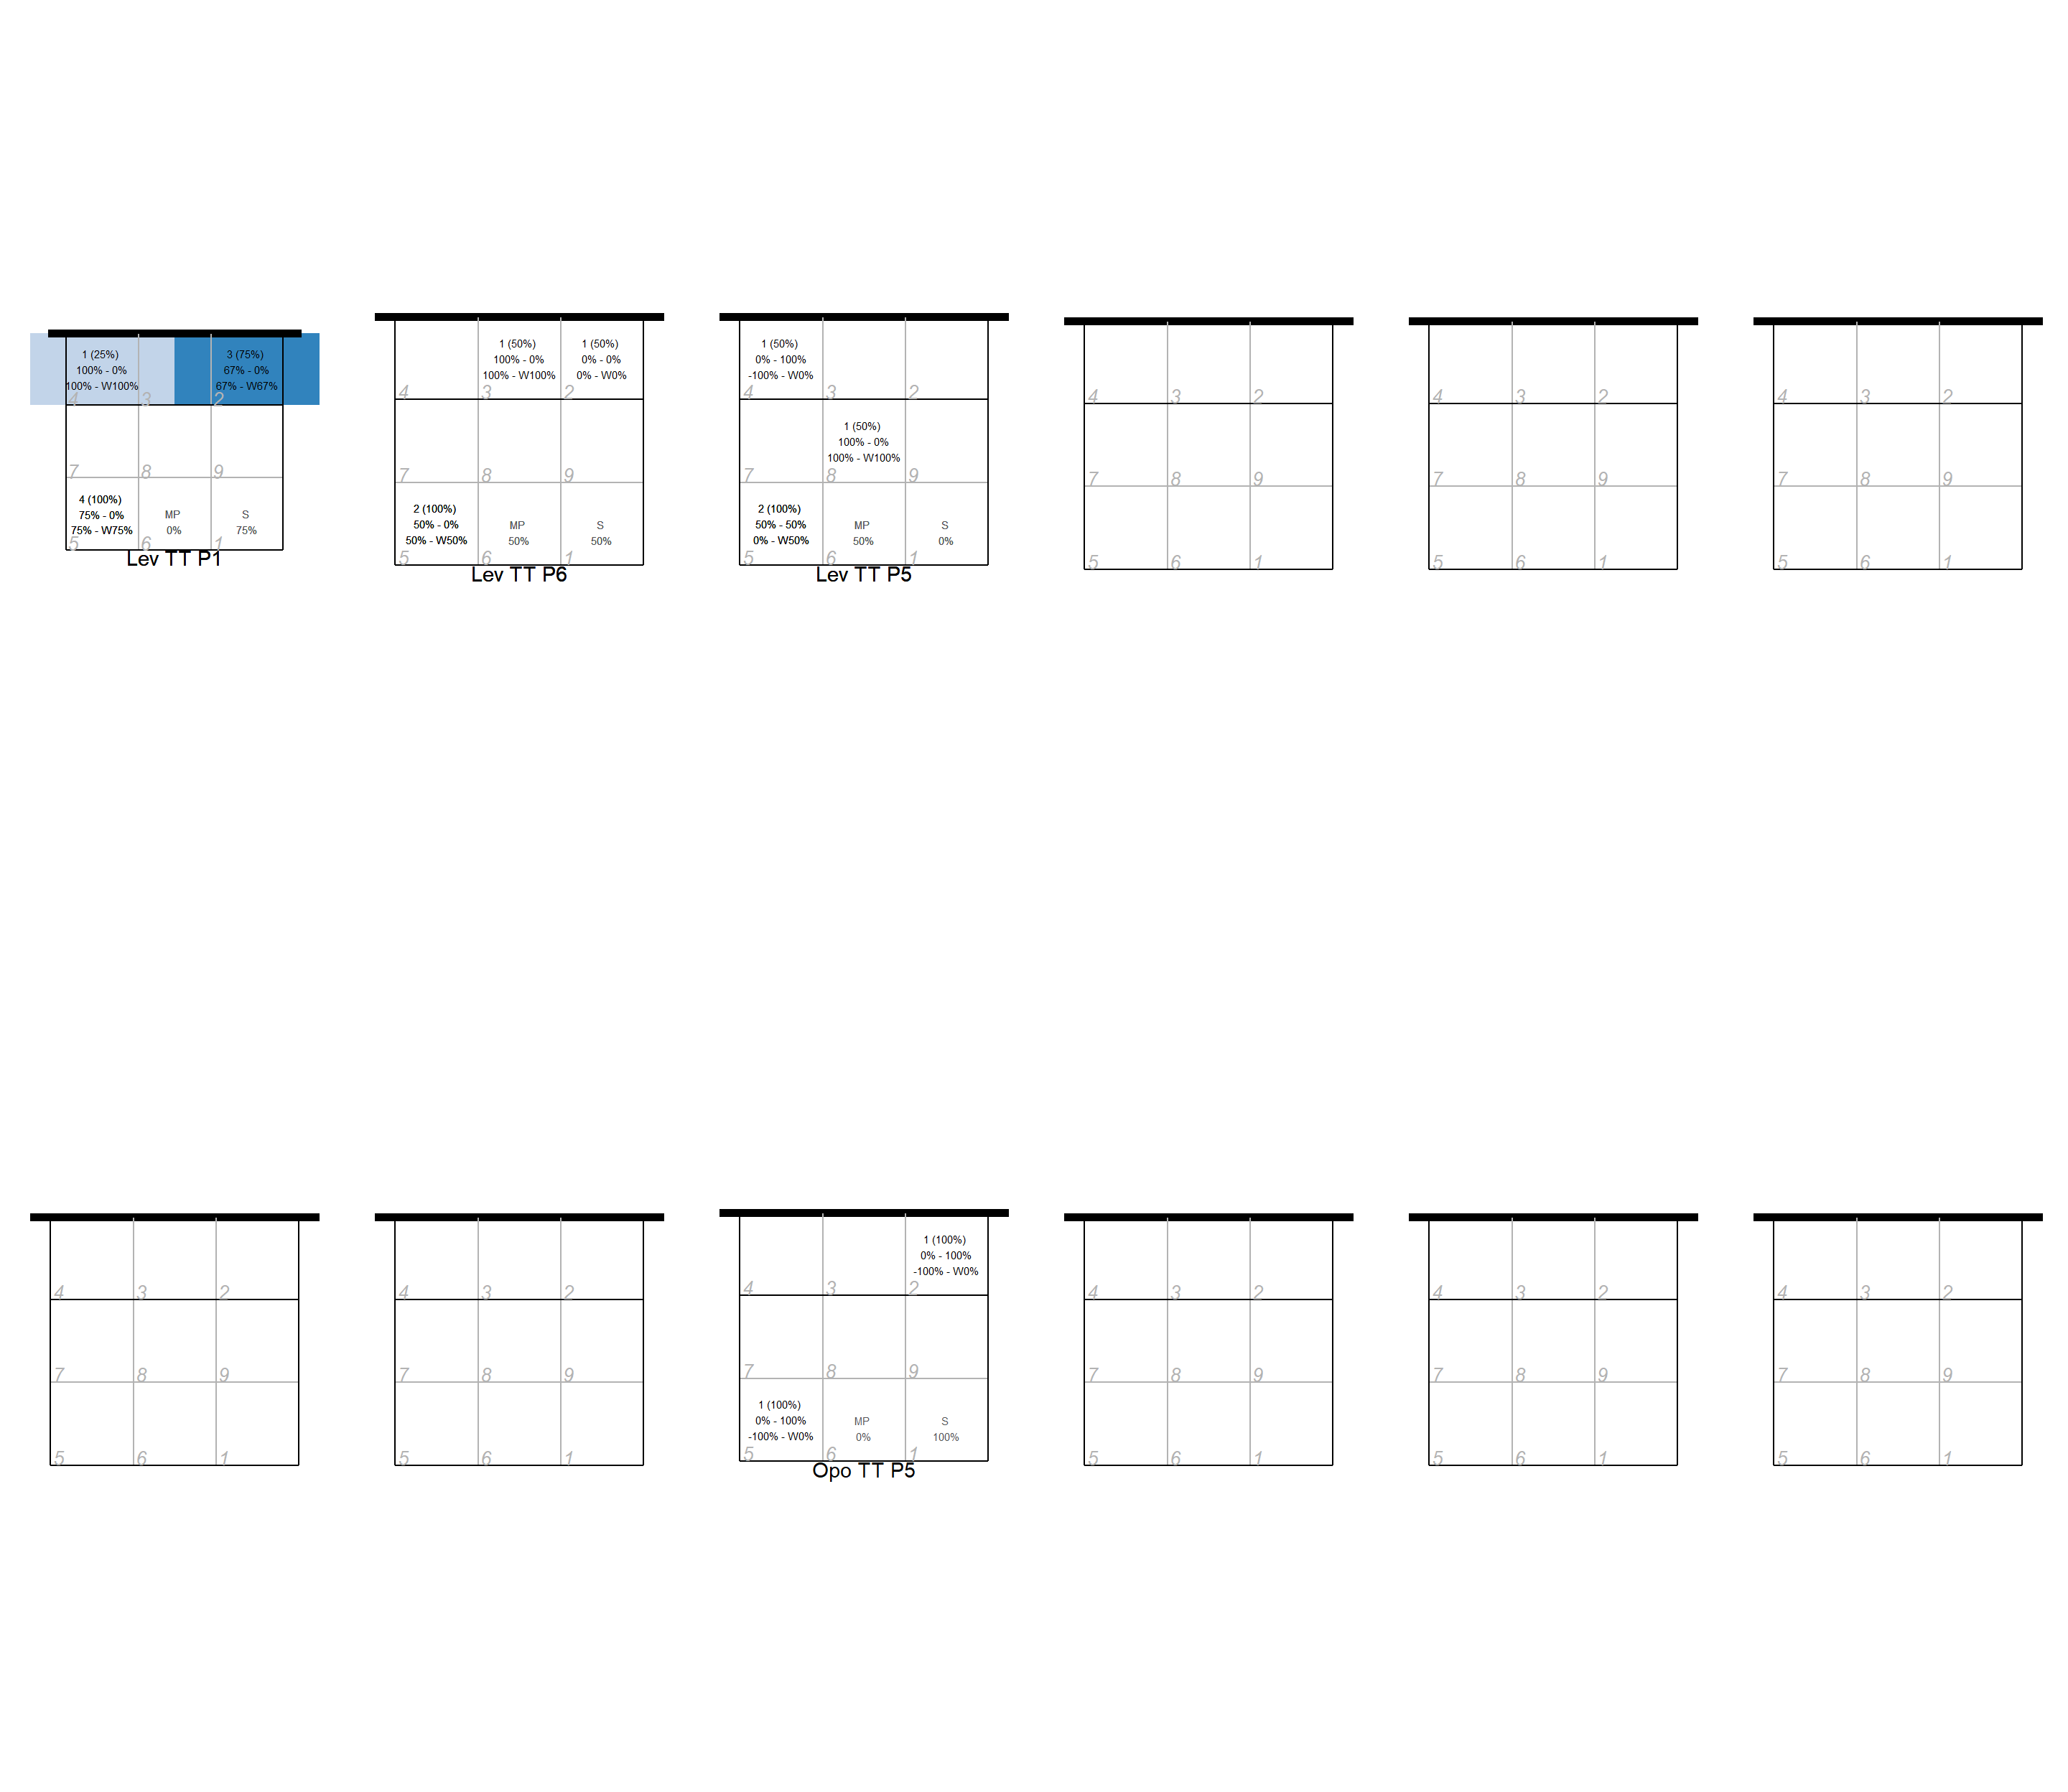 1 (25%)
100% - 0%
100% - W100%
3 (75%)
67% - 0%
67% - W67%
4 3 2
7 8 9
4 (100%)
75% - 0%
75% - W75%
MP
0%
S
75%
5 6 1
Lev TT P1
1 (50%)
100% - 0%
100% - W100%
1 (50%)
0% - 0%
0% - W0%
4 3 2
7 8 9
2 (100%)
50% - 0%
50% - W50%
MP
50%
S
50%
5 6 1
Lev TT P6
1 (50%)
0% - 100%
-100% - W0%
4 3 2
1 (50%)
100% - 0%
100% - W100%
7 8 9
2 (100%)
50% - 50%
0% - W50%
MP
50%
S
0%
5 6 1
Lev TT P5
4 3 2
7 8 9
5 6 1
4 3 2
7 8 9
5 6 1
4 3 2
7 8 9
5 6 1
4 3 2
7 8 9
5 6 1
4 3 2
7 8 9
5 6 1
1 (100%)
0% - 100%
-100% - W0%
4 3 2
7 8 9
1 (100%)
0% - 100%
-100% - W0%
MP
0%
S
100%
5 6 1
Opo TT P5
4 3 2
7 8 9
5 6 1
4 3 2
7 8 9
5 6 1
4 3 2
7 8 9
5 6 1